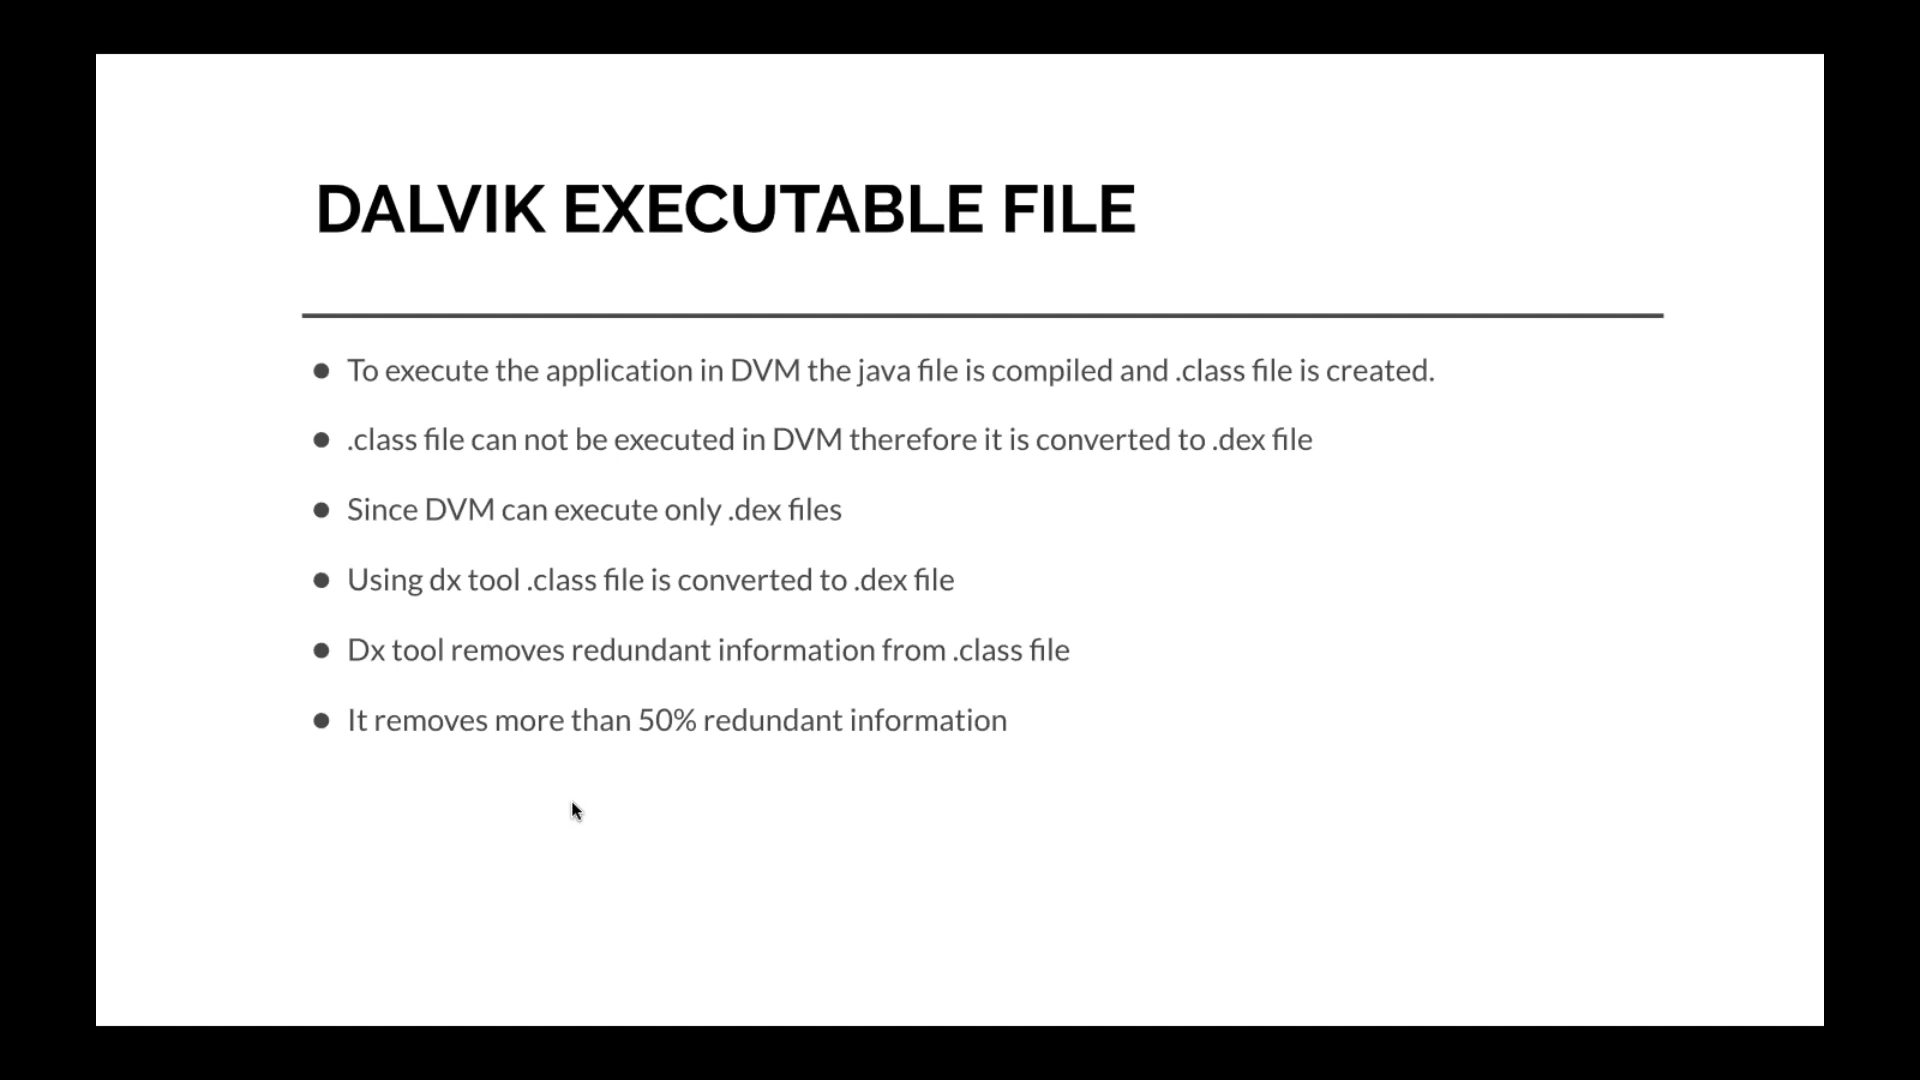 DALVIK EXECUTABLE FILE
● To execute the application in DVM the java file is compiled and .class file is created.
● .class file can not be executed in DVM therefore it is converted to .dex file
● Since DVM can execute only .dex files
● Using dx tool .class file is converted to .dex file
● Dx tool removes redundant information from .class file
● It removes more than 50% redundant information